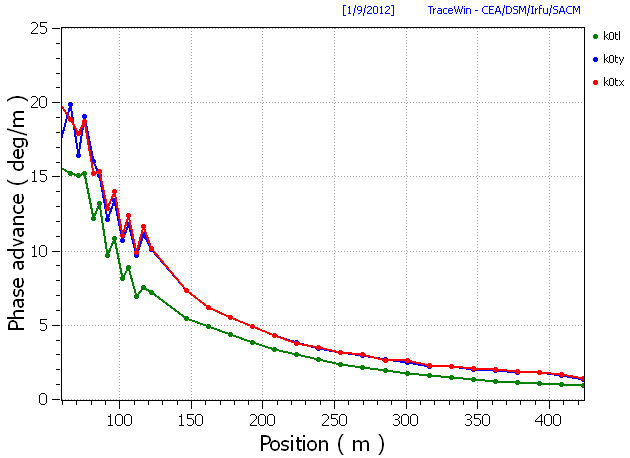 [1/9/2012] TraceWin - CEA/DSM/Irfu/SACM
k0tl
k0ty
k0tx
Phase advance ( deg/m )
25
20
15
10
5
0
100 150 200 250 300 350 400
Position ( m )